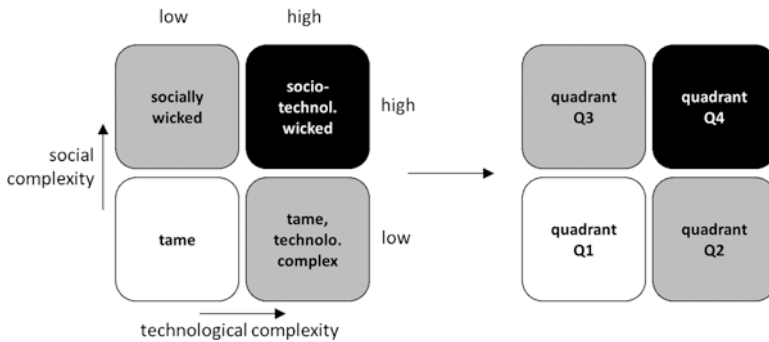 low
high
socially
wicked
socio-
technol.
wicked
high
social
complexity
tame
tame,
technolo.
complex
low
technological complexity
quadrant
Q3
quadrant
Q4
quadrant
Q1
quadrant
Q2